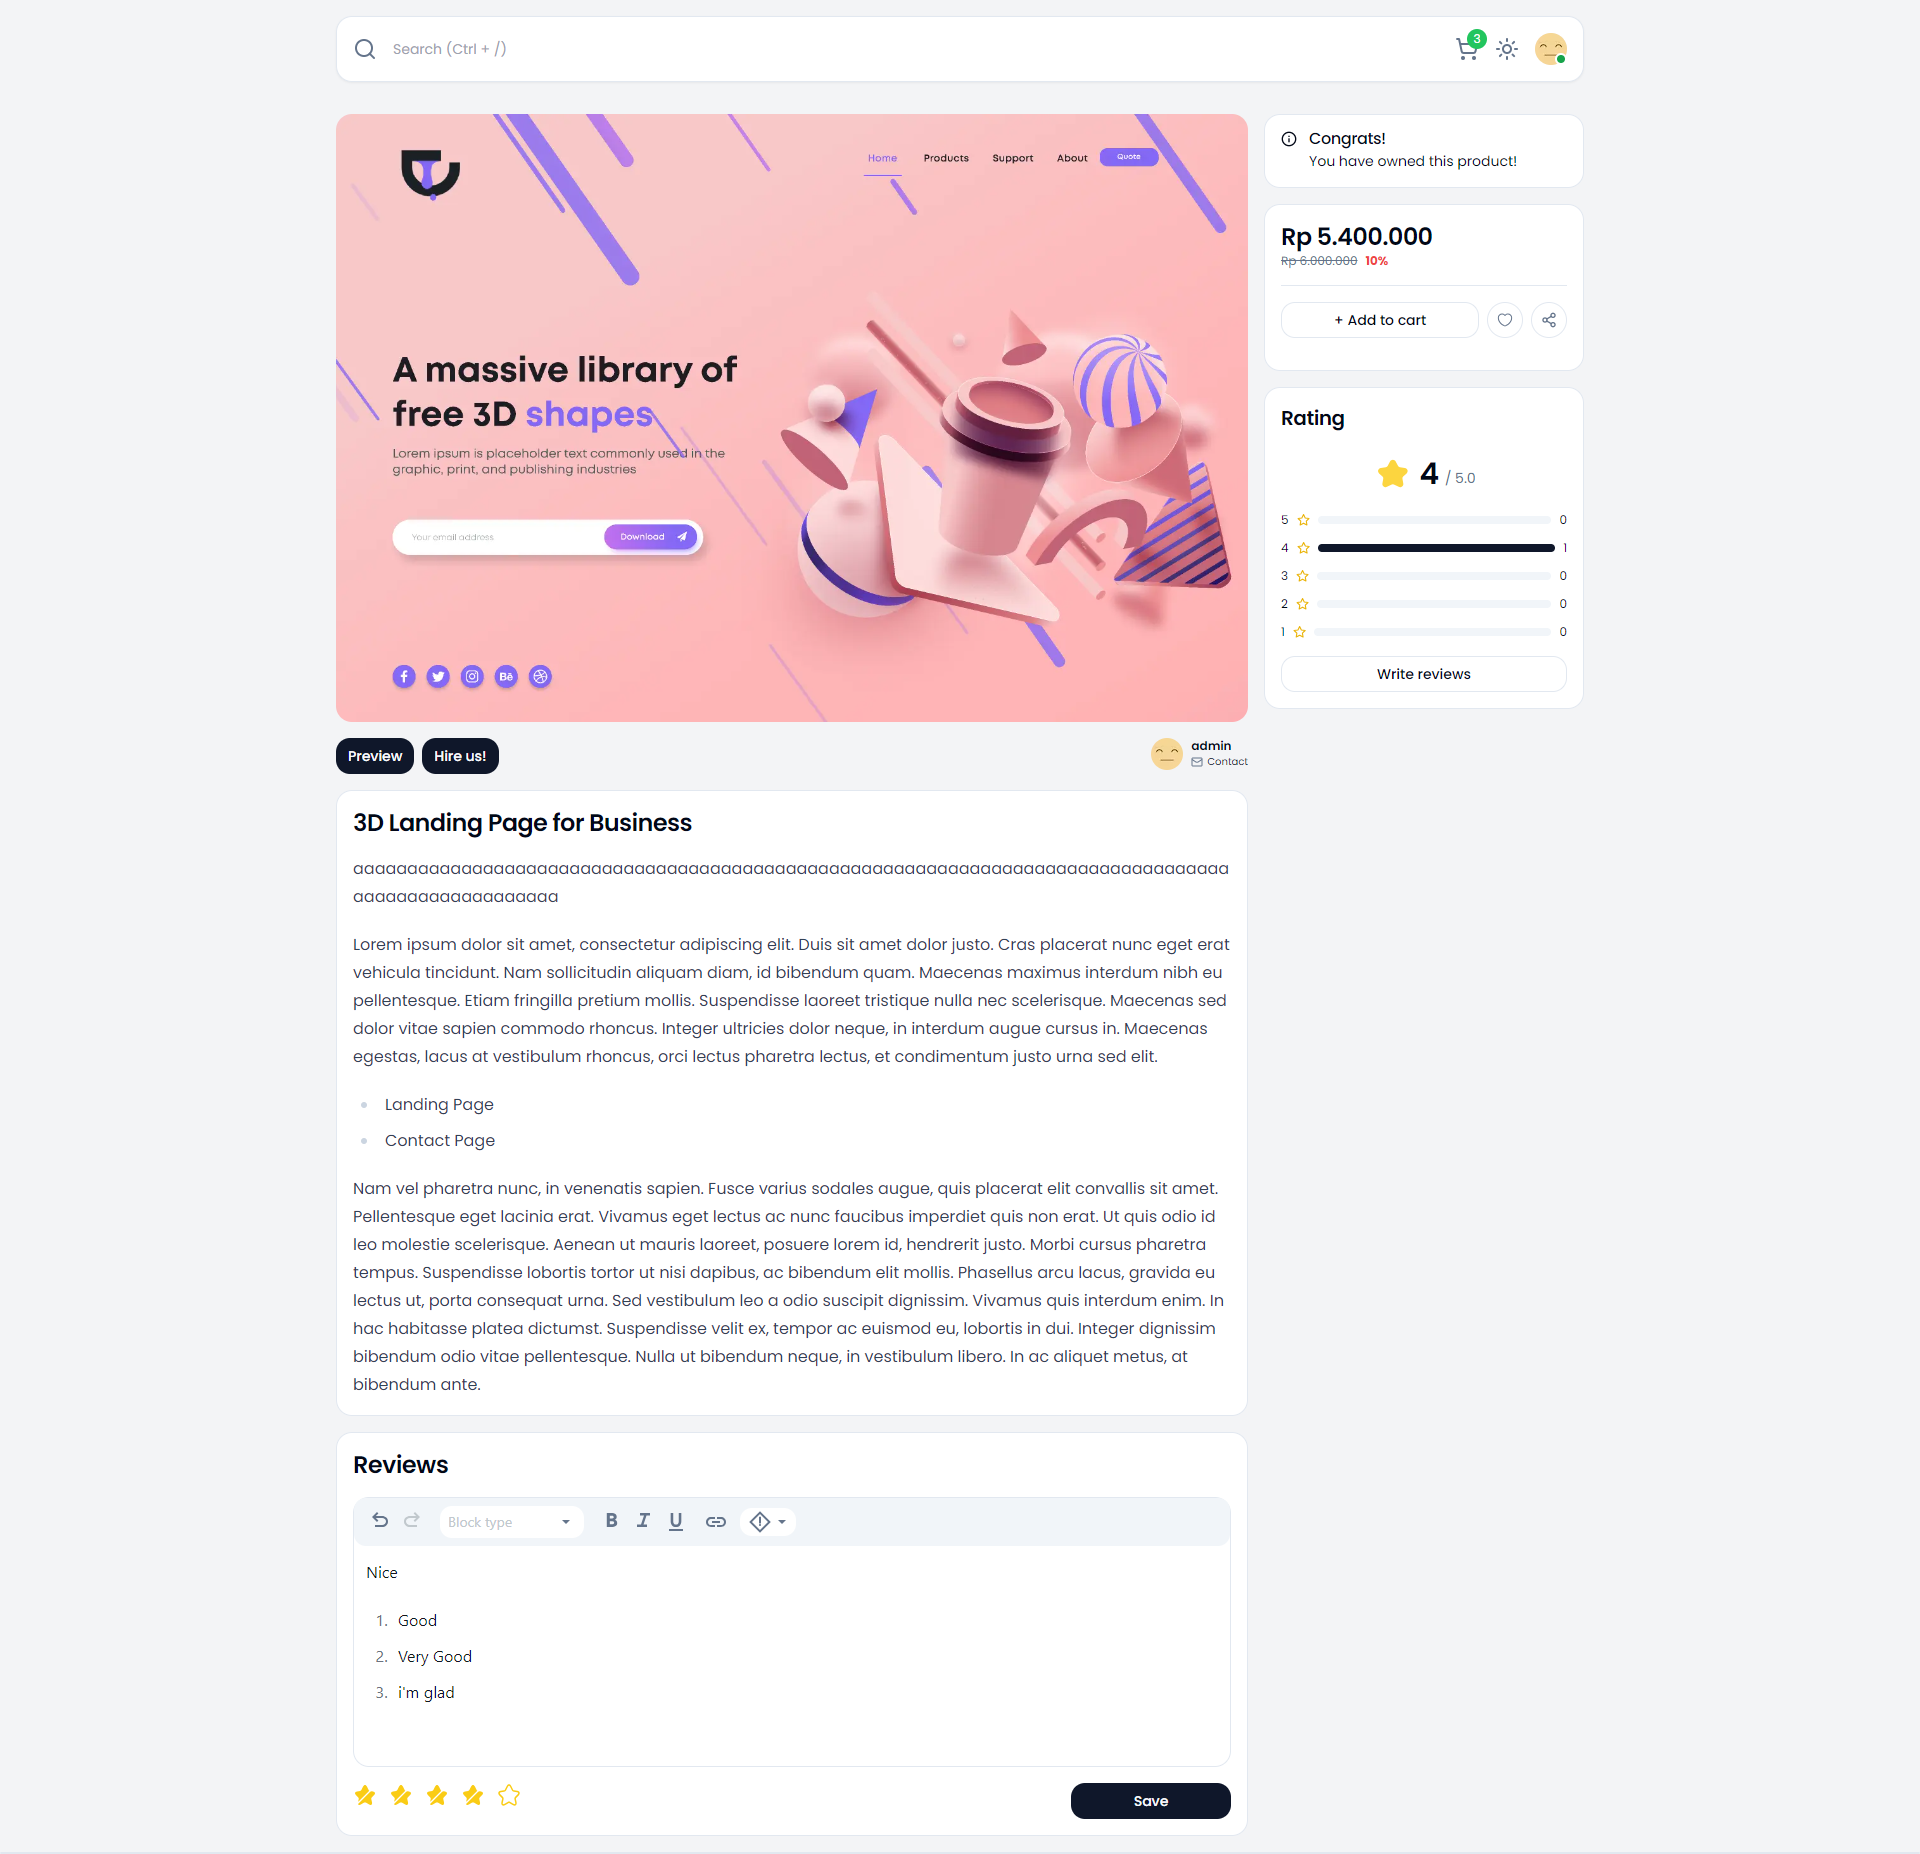 Search (Ctrl + /)
3
Home Products Support About Quote
A massive library of
free 3D shapes
Lorem ipsum is placeholder text commonly used in the
graphic, print, and publishing industries
Your email address Download
Bē
Congrats!
You have owned this product!
Rp 5.400.000
Rp 6.000.000 10%
+ Add to cart
Rating
4 / 5.0
5 0
4 1
3 0
2 0
1 0
Write reviews
Preview Hire us!
admin
Contact
3D Landing Page for Business
Lorem ipsum dolor sit amet, consectetur adipiscing elit. Duis sit amet dolor justo. Cras placerat nunc eget erat
vehicula tincidunt. Nam sollicitudin aliquam diam, id bibendum quam. Maecenas maximus interdum nibh eu
pellentesque. Etiam fringilla pretium mollis. Suspendisse laoreet tristique nulla nec scelerisque. Maecenas sed
dolor vitae sapien commodo rhoncus. Integer ultricies dolor neque, in interdum augue cursus in. Maecenas
egestas, lacus at vestibulum rhoncus, orci lectus pharetra lectus, et condimentum justo urna sed elit.
Landing Page
Contact Page
Nam vel pharetra nunc, in venenatis sapien. Fusce varius sodales augue, quis placerat elit convallis sit amet.
Pellentesque eget lacinia erat. Vivamus eget lectus ac nunc faucibus imperdiet quis non erat. Ut quis odio id
leo molestie scelerisque. Aenean ut mauris laoreet, posuere lorem id, hendrerit justo. Morbi cursus pharetra
tempus. Suspendisse lobortis tortor ut nisi dapibus, ac bibendum elit mollis. Phasellus arcu lacus, gravida eu
lectus ut, porta consequat urna. Sed vestibulum leo a odio suscipit dignissim. Vivamus quis interdum enim. In
hac habitasse platea dictumst. Suspendisse velit ex, tempor ac euismod eu, lobortis in dui. Integer dignissim
bibendum odio vitae pellentesque. Nulla ut bibendum neque, in vestibulum libero. In ac aliquet metus, at
bibendum ante.
Reviews
Block type B I U
Nice
1. Good
2. Very Good
3. i'm glad
Save